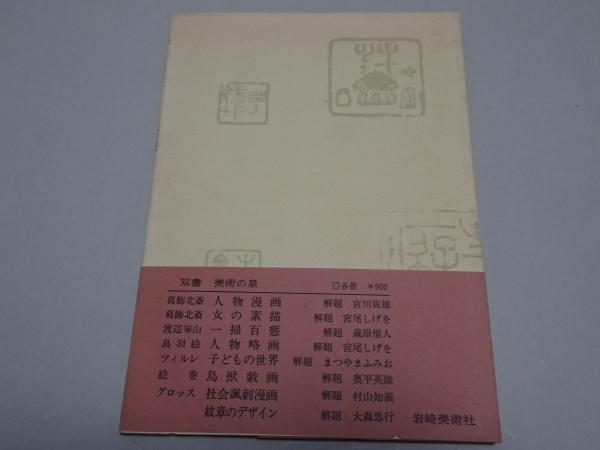 双書 美術の泉 ◎各冊 ￥900
葛飾北斎 人物漫画 解題 宮川寅雄
葛飾北斎 女の素描 解題 宮尾しげを
渡辺崋山 一掃百態 解題 蔵原惟人
鳥羽絵 人物略画 解題 宮尾しげを
ツィルレ 子どもの世界 解題 まつやまふみお
絵巻 鳥獣戯画 解題 奥平英雄
グロッス 社会諷刺漫画 解題 村山知義
紋章のデザイン 解題 大森忠行 岩崎美術社